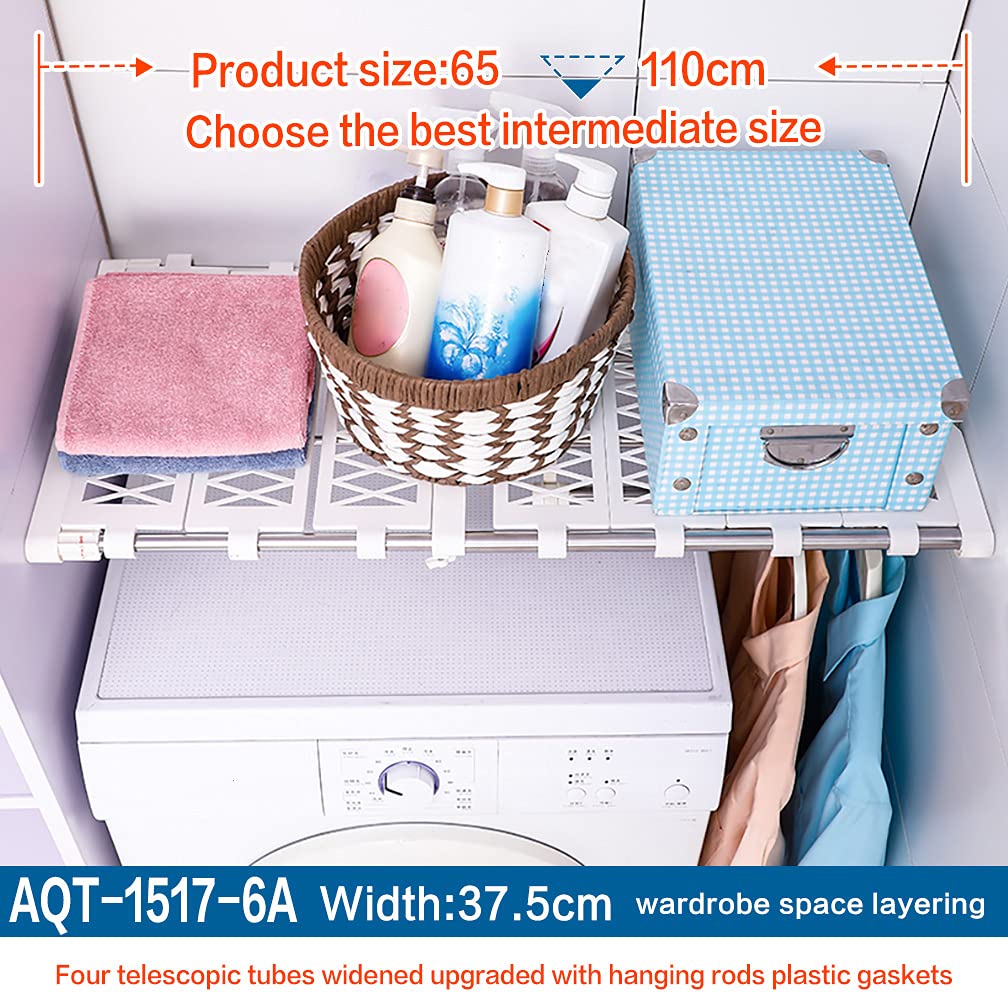 Product size:65 110cm
Choose the best intermediate size
AQT-1517-6A Width:37.5cm wardrobe space layering
Four telescopic tubes widened upgraded with hanging rods plastic gaskets